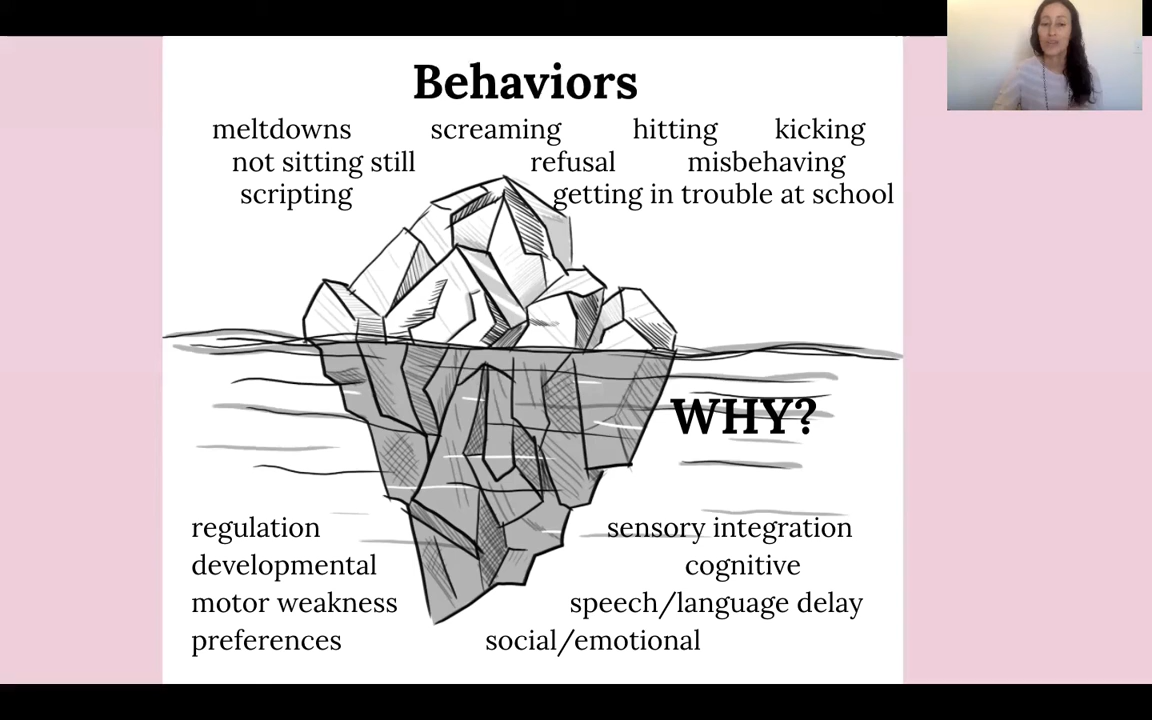 Behaviors
meltdowns screaming hitting kicking
not sitting still refusal misbehaving
scripting getting in trouble at school
WHY?
regulation sensory integration
developmental cognitive
motor weakness speech/language delay
preferences social/emotional